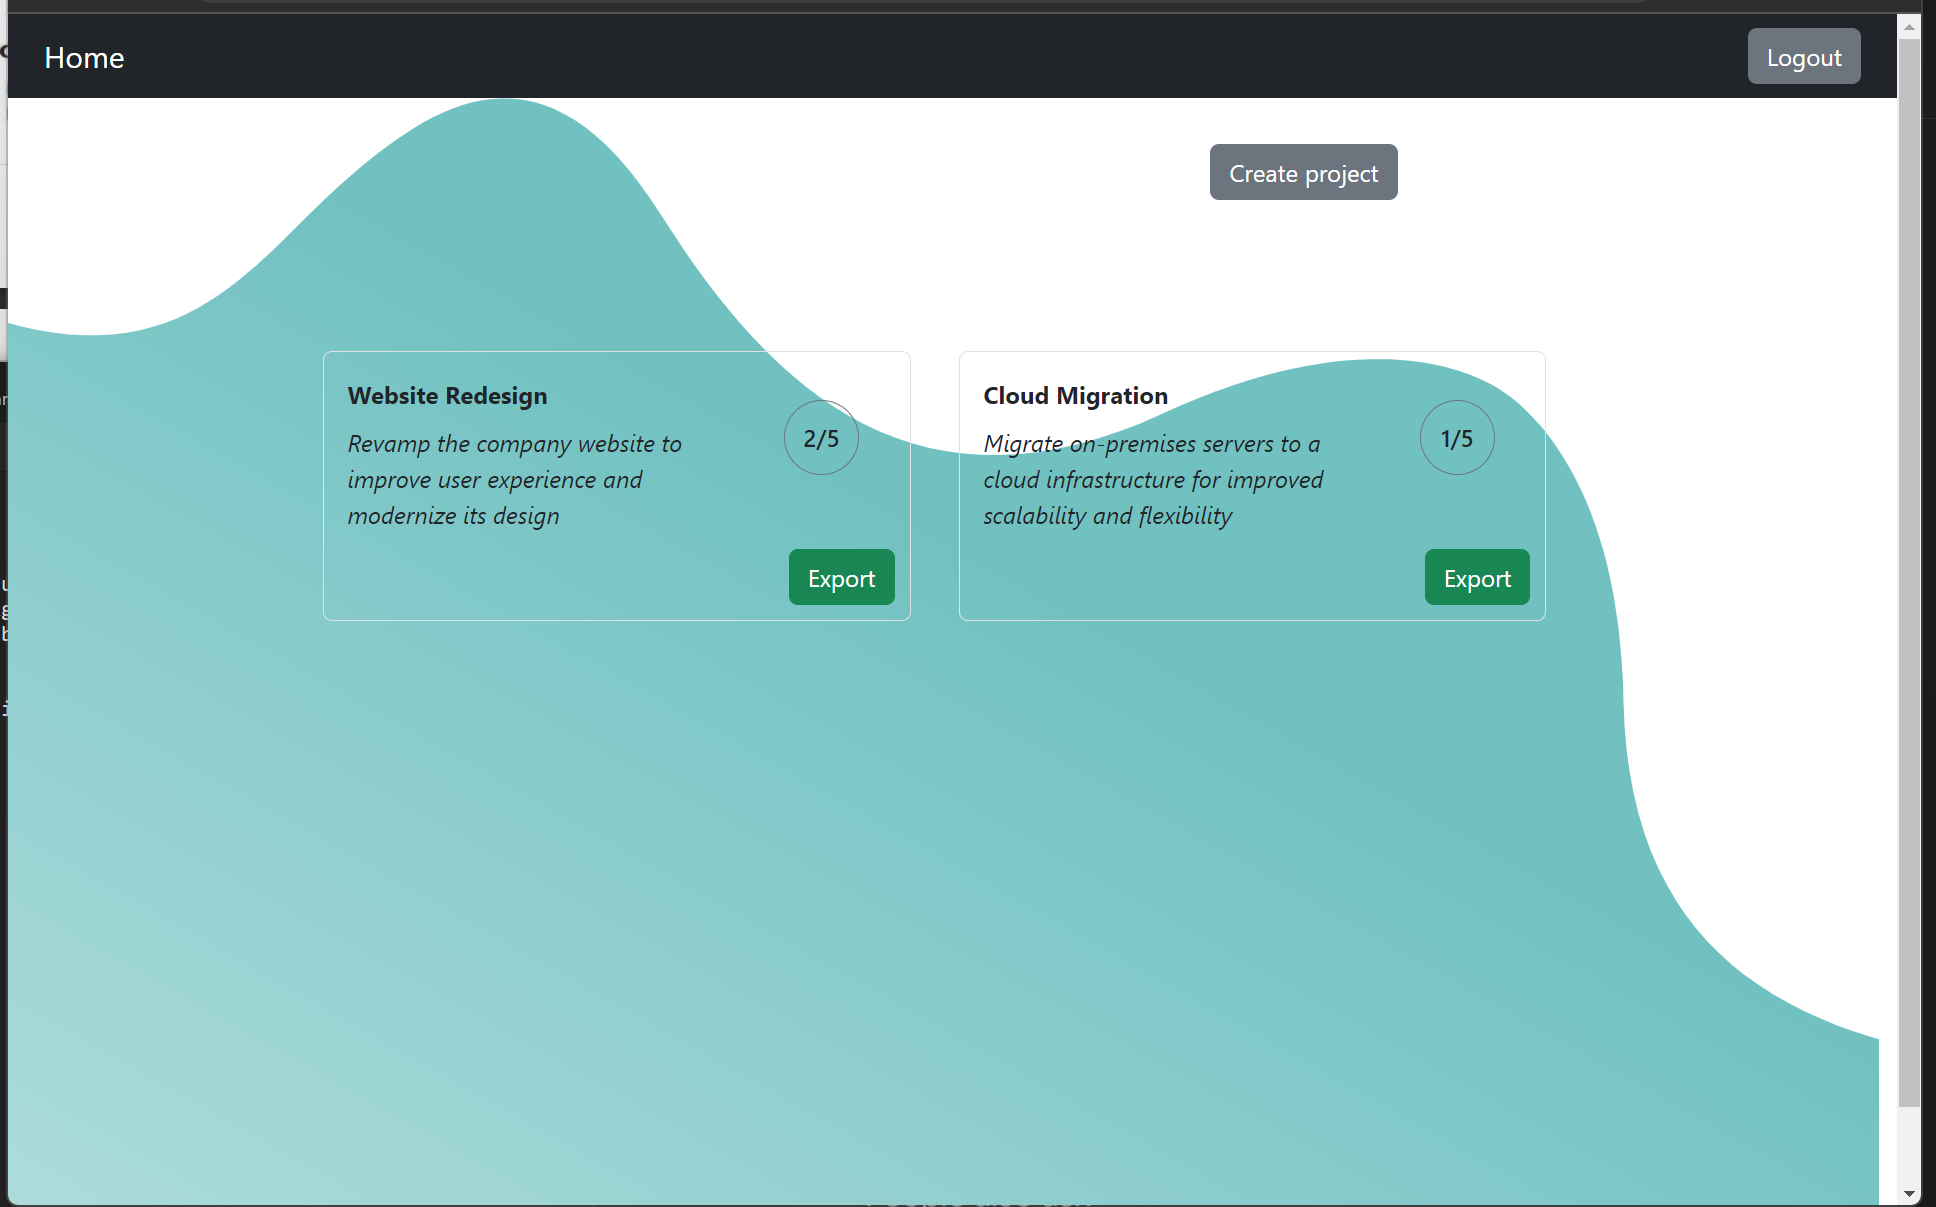 Home
Logout
Create project
Website Redesign
Revamp the company website to
improve user experience and
modernize its design
2/5
Export
Cloud Migration
Migrate on-premises servers to a
cloud infrastructure for improved
scalability and flexibility
1/5
Export